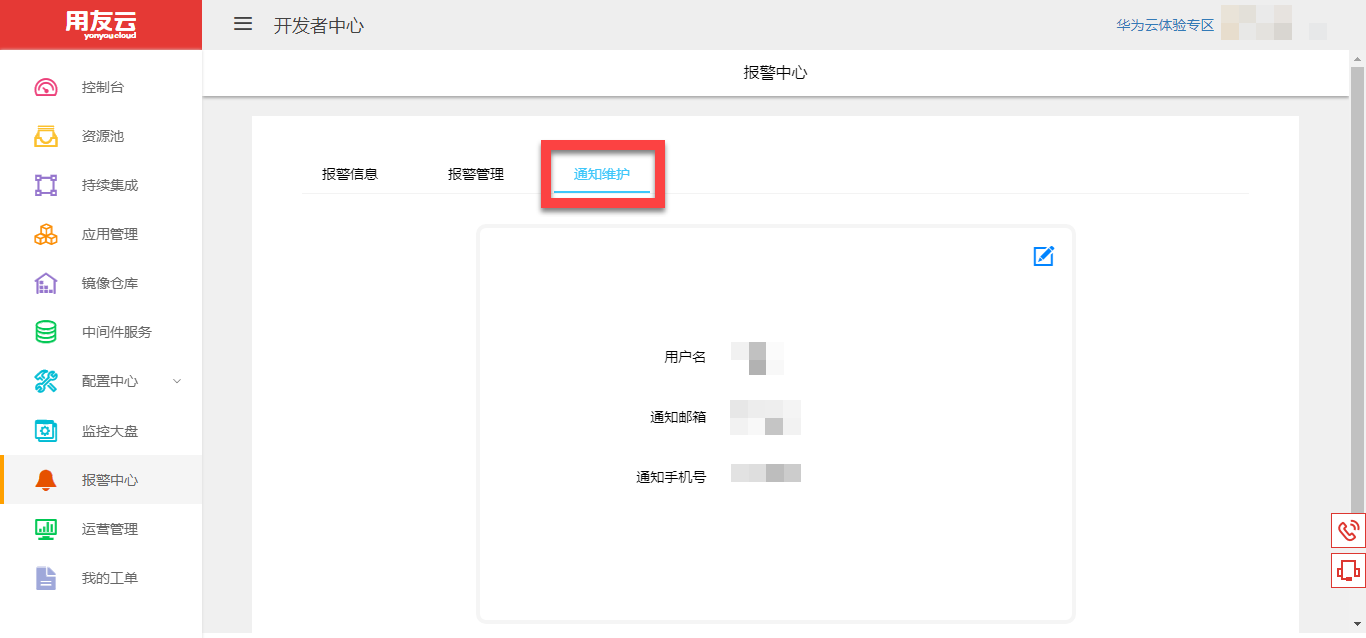 用友云
yonyoucloud
开发者中心
华为云体验专区
控制台
资源池
持续集成
应用管理
镜像仓库
中间件服务
配置中心
监控大盘
报警中心
运营管理
我的工单
报警中心
报警信息
报警管理
通知维护
用户名
通知邮箱
通知手机号